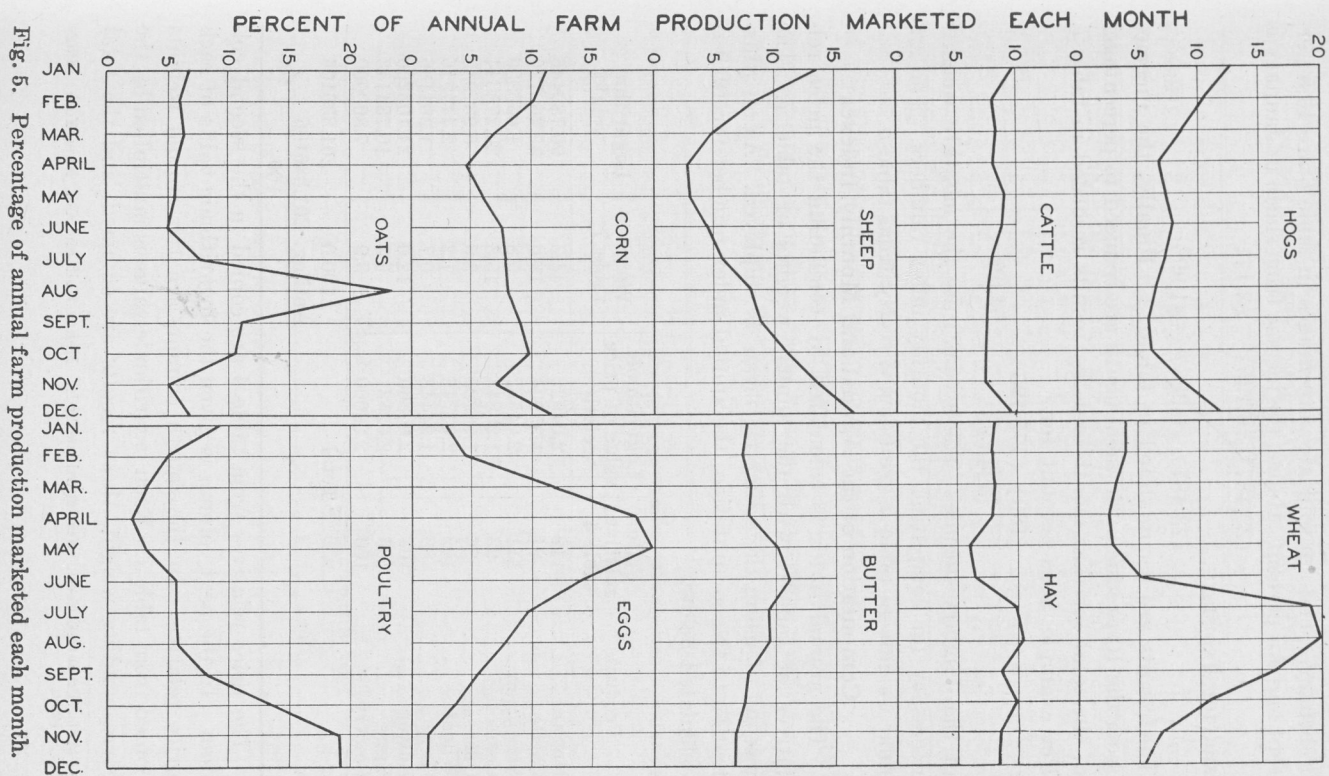 PERCENT OF ANNUAL FARM PRODUCTION MARKETED EACH MONTH
0 5 10 15 20 0 5 10 15 0 5 10 15 0 5 10 0 5 10 15 20
JAN.
FEB.
MAR.
APRIL
MAY
JUNE
JULY
AUG.
SEPT.
OCT.
NOV.
DEC.
OATS
CORN
SHEEP
CATTLE
HOGS
JAN.
FEB.
MAR.
APRIL
MAY
JUNE
JULY
AUG.
SEPT.
OCT.
NOV.
DEC.
POULTRY
EGGS
BUTTER
HAY
WHEAT
Fig. 5. Percentage of annual farm production marketed each month.